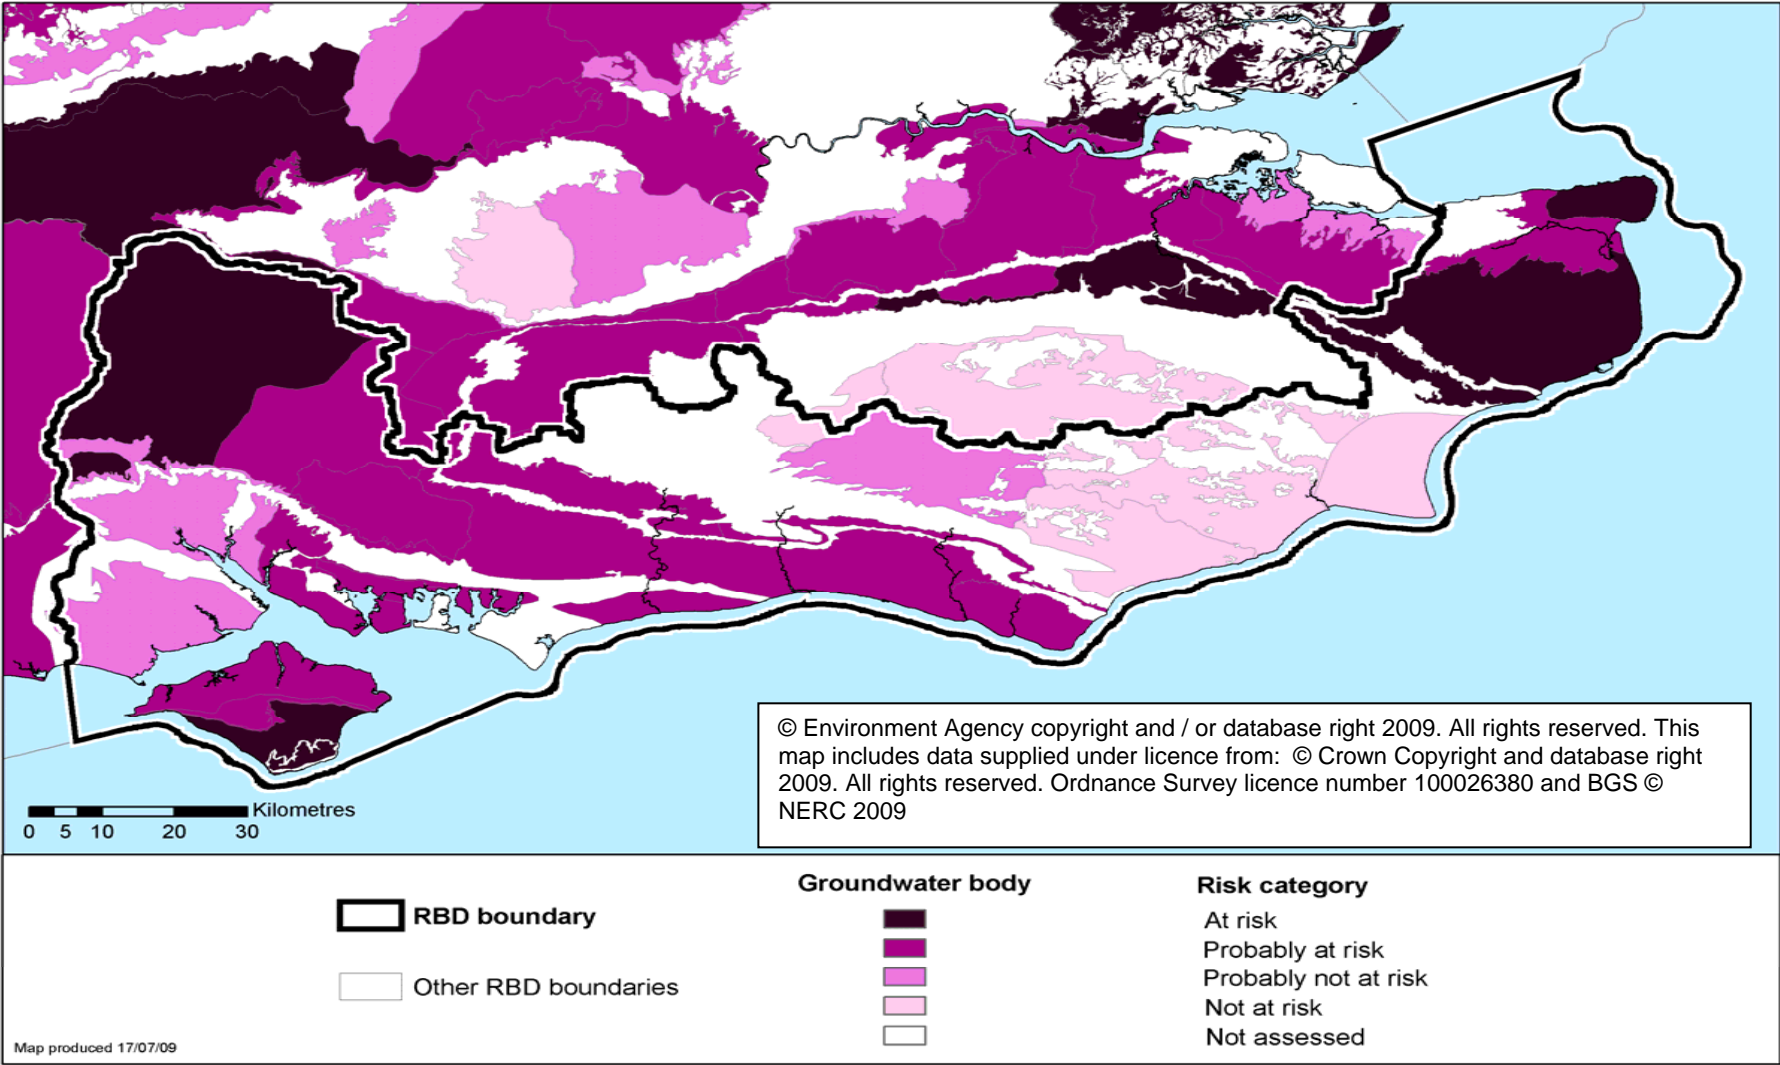 © Environment Agency copyright and / or database right 2009. All rights reserved. This
map includes data supplied under licence from:  © Crown Copyright and database right
2009. All rights reserved. Ordnance Survey licence number 100026380 and BGS ©
NERC 2009
Kilometres
0 5 10 20 30
Groundwater body
Risk category
RBD boundary
At risk
Probably at risk
Probably not at risk
Other RBD boundaries
Not at risk
Not assessed
Map produced 17/07/09